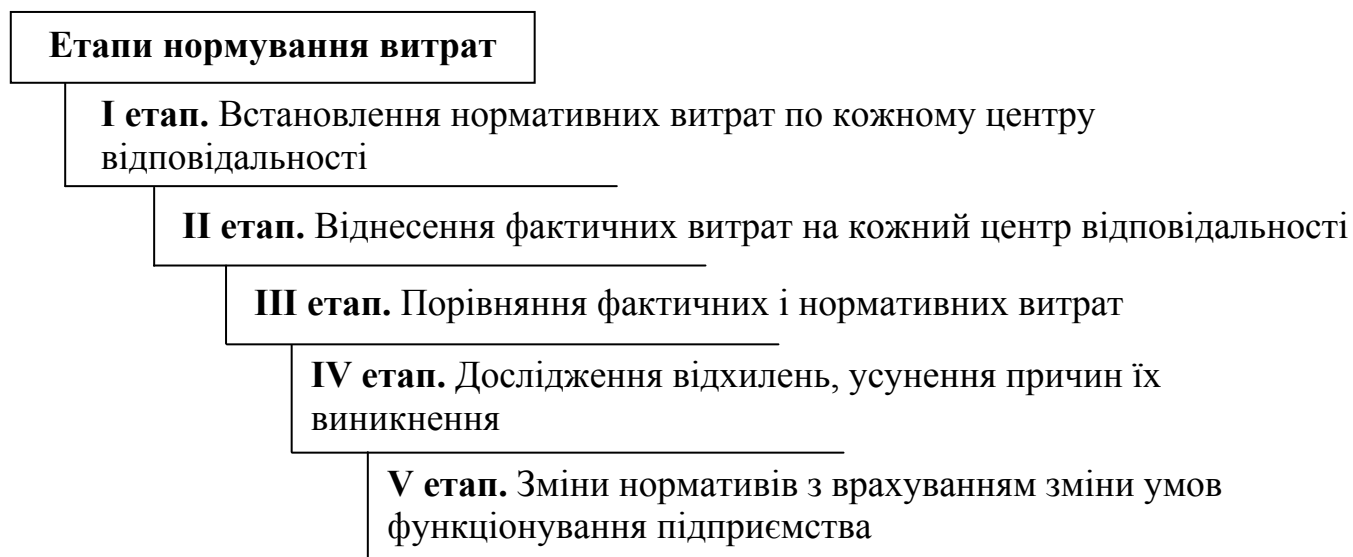 Етапи нормування витрат
І етап. Встановлення нормативних витрат по кожному центру
відповідальності
ІІ етап. Віднесення фактичних витрат на кожний центр відповідальності
ІІІ етап. Порівняння фактичних і нормативних витрат
IV етап. Дослідження відхилень, усунення причин їх
виникнення
V етап. Зміни нормативів з врахуванням зміни умов
функціонування підприємства